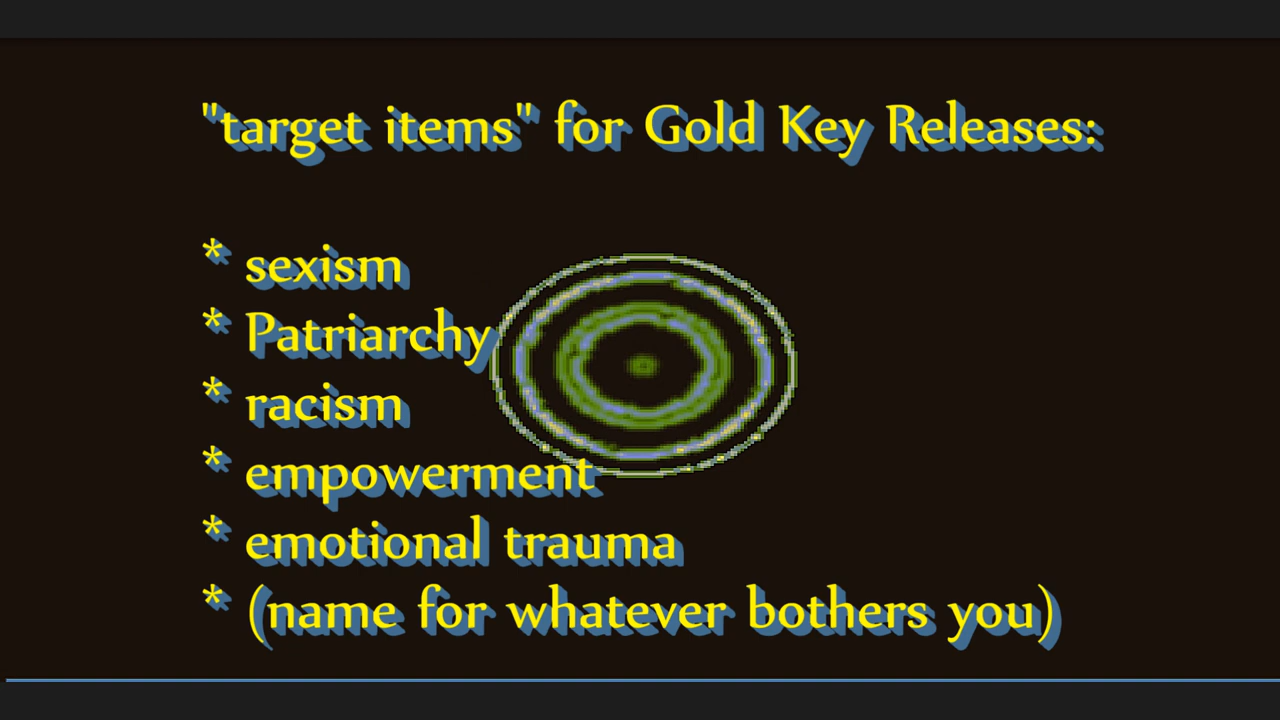 "target items" for Gold Key Releases:
* sexism
* Patriarchy
* racism
* empowerment
* emotional trauma
* (name for whatever bothers you)